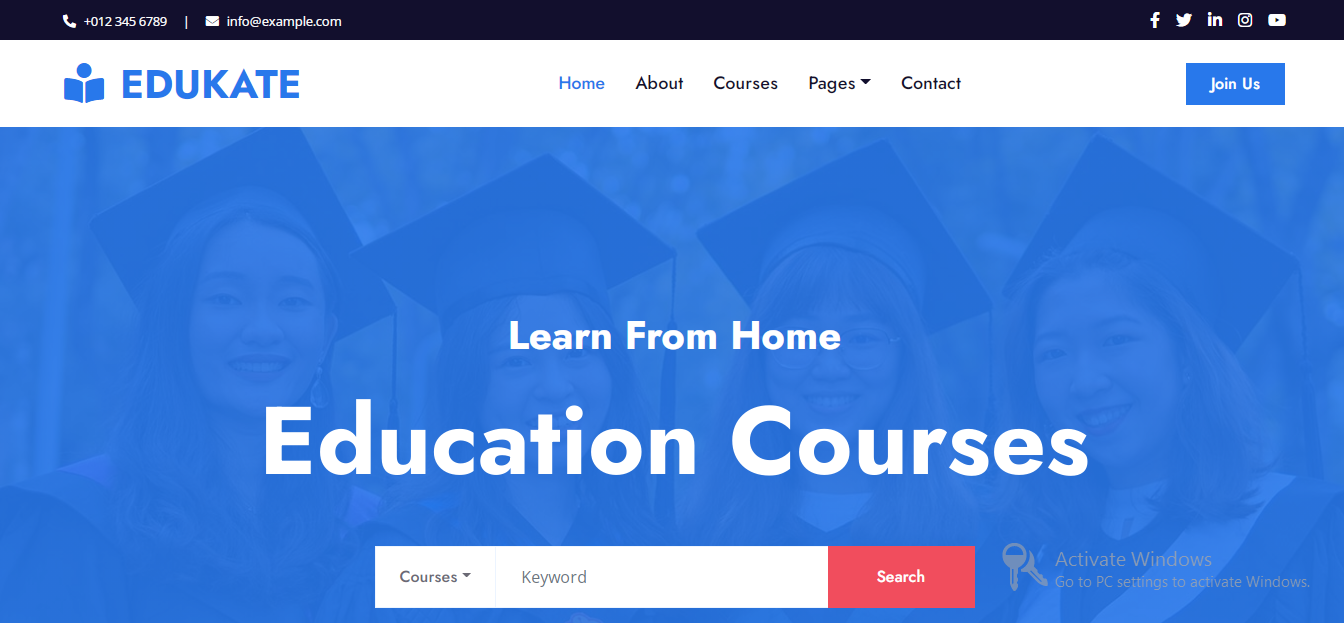 +012 345 6789 | info@example.com
EDUKATE
Home About Courses Pages Contact
Join Us
Learn From Home
Education Courses
Courses Keyword Search
Activate Windows
Go to PC settings to activate Windows.